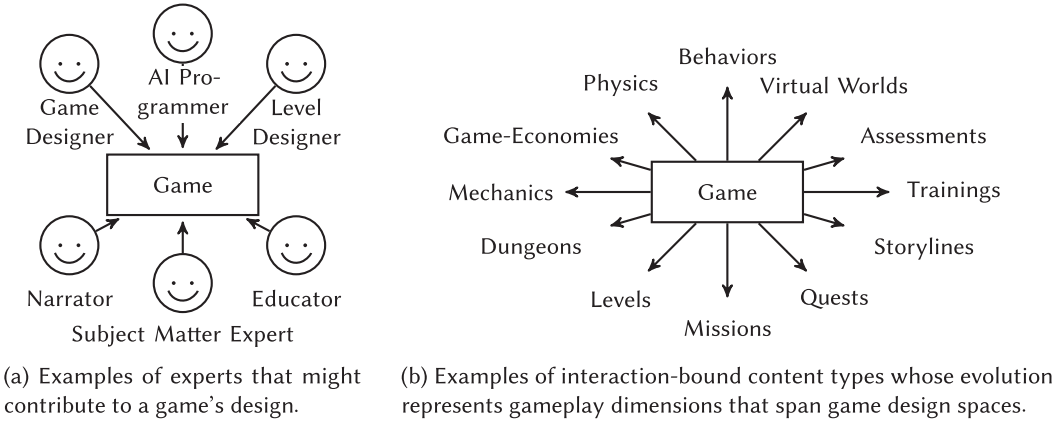 AI Pro-
grammer
Game
Designer
Level
Designer
Game
Narrator
Educator
Subject Matter Expert
(a) Examples of experts that might
contribute to a game's design.
Behaviors
Physics
Virtual Worlds
Game-Economies
Assessments
Mechanics
Game
Trainings
Dungeons
Storylines
Levels
Quests
Missions
(b) Examples of interaction-bound content types whose evolution
represents gameplay dimensions that span game design spaces.